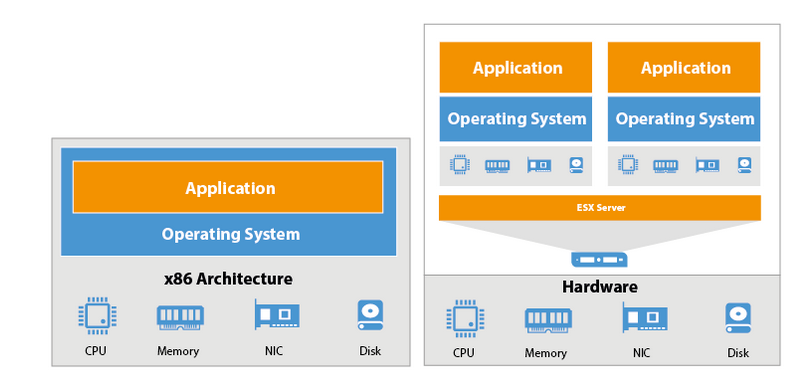 Application
Operating System
x86 Architecture
CPU Memory NIC Disk
Application Application
Operating System Operating System
ESX Server
Hardware
CPU Memory NIC Disk